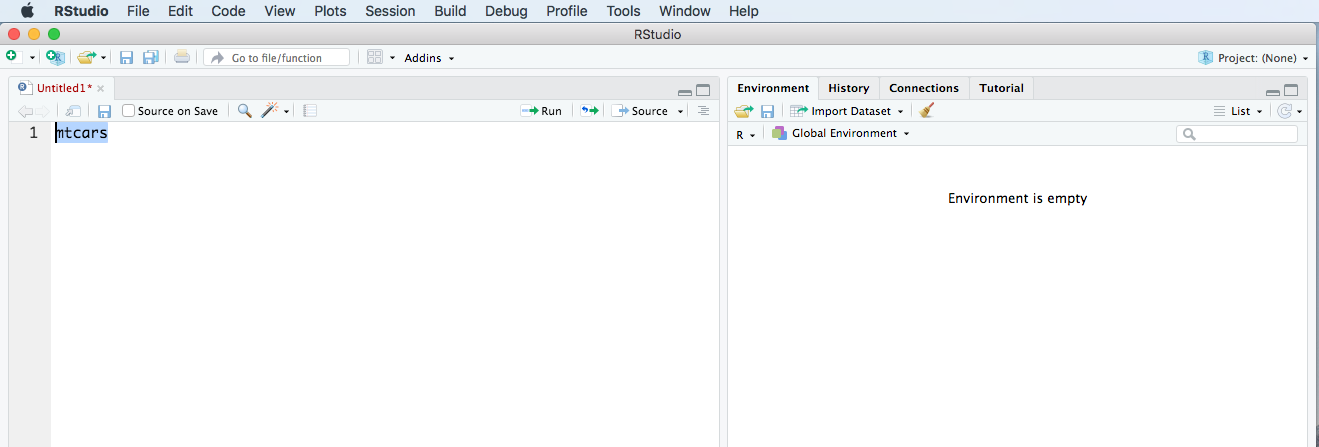 RStudio File Edit Code View Plots Session Build Debug Profile Tools Window Help
RStudio
Go to file/function Addins Project: (None)
Untitled1* Environment History Connections Tutorial
Source on Save Run Source Import Dataset List
1 mtcars R Global Environment
Environment is empty